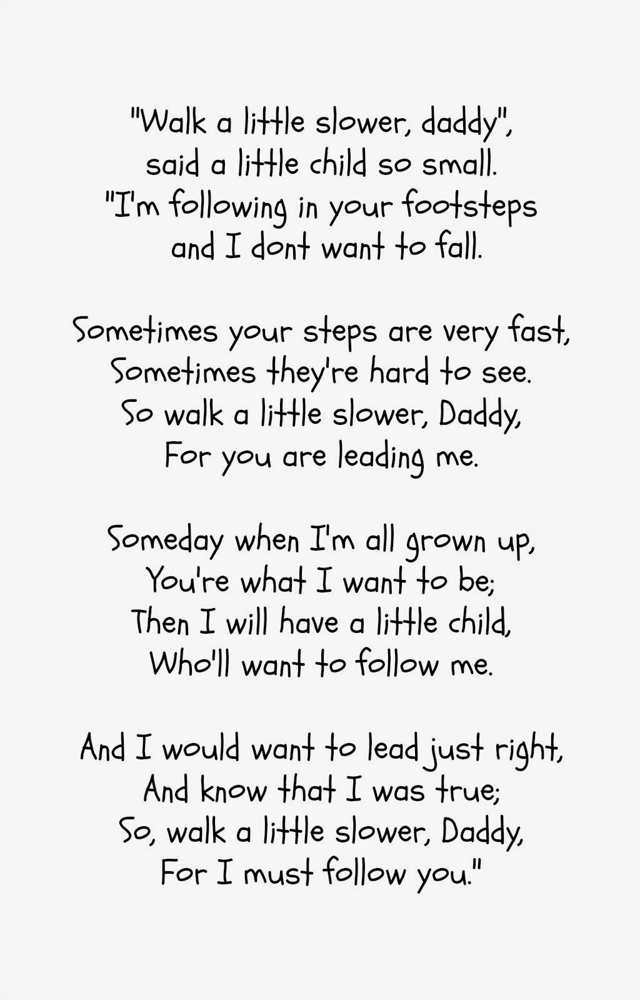 "Walk a little slower, daddy",
said a little child so small.
"I'm following in your footsteps
and I dont want to fall.

Sometimes your steps are very fast,
Sometimes they're hard to see.
So walk a little slower, Daddy,
For you are leading me.

Someday when I'm all grown up,
You're what I want to be;
Then I will have a little child,
Who'll want to follow me.

And I would want to lead just right,
And know that I was true;
So, walk a little slower, Daddy,
For I must follow you."